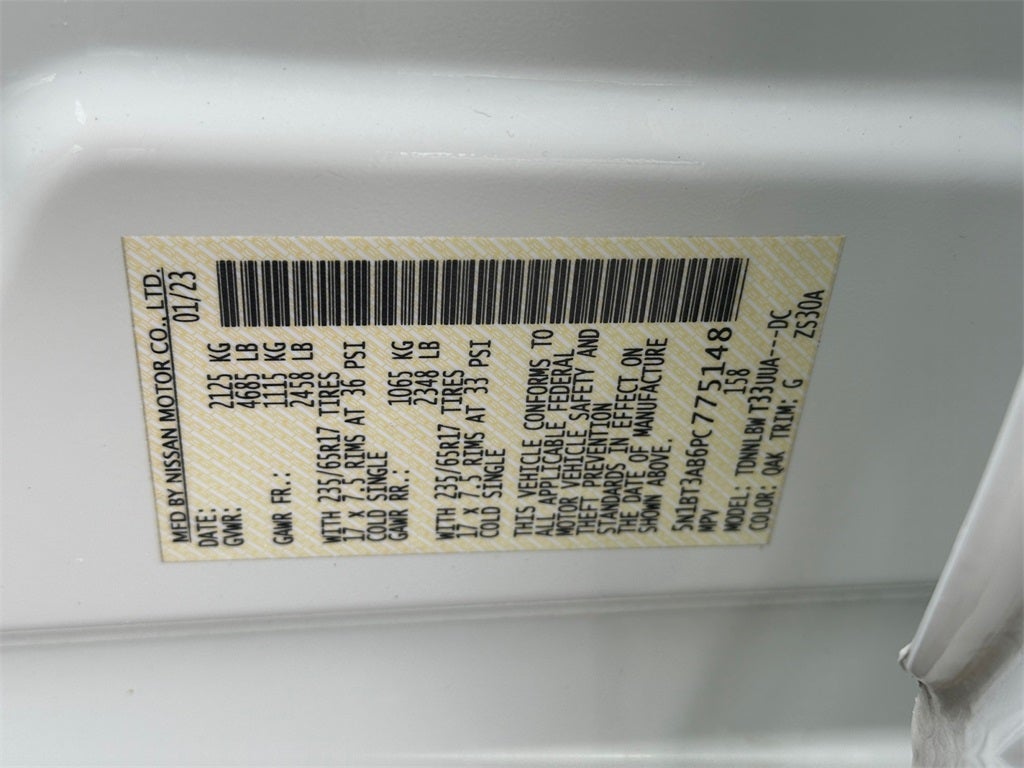 MFD BY NISSAN MOTOR CO., LTD.
DATE: 01/23
GVWR: 2125 KG
4685 LB
GAWR FR.: 1115 KG
2458 LB
WITH 235/65R17 TIRES
17 X 7.5 RIMS AT 36 PSI
COLD SINGLE
GAWR RR.: 1065 KG
2348 LB
WITH 235/65R17 TIRES
17 X 7.5 RIMS AT 33 PSI
COLD SINGLE
THIS VEHICLE CONFORMS TO
ALL APPLICABLE FEDERAL
MOTOR VEHICLE SAFETY AND
THEFT PREVENTION
STANDARDS IN EFFECT ON
THE DATE OF MANUFACTURE
SHOWN ABOVE.
5N1BT3AB6PC775148
MPV 158
MODEL: TDNNLBW T33UUA---DC
COLOR: QAK TRIM: G ZS30A